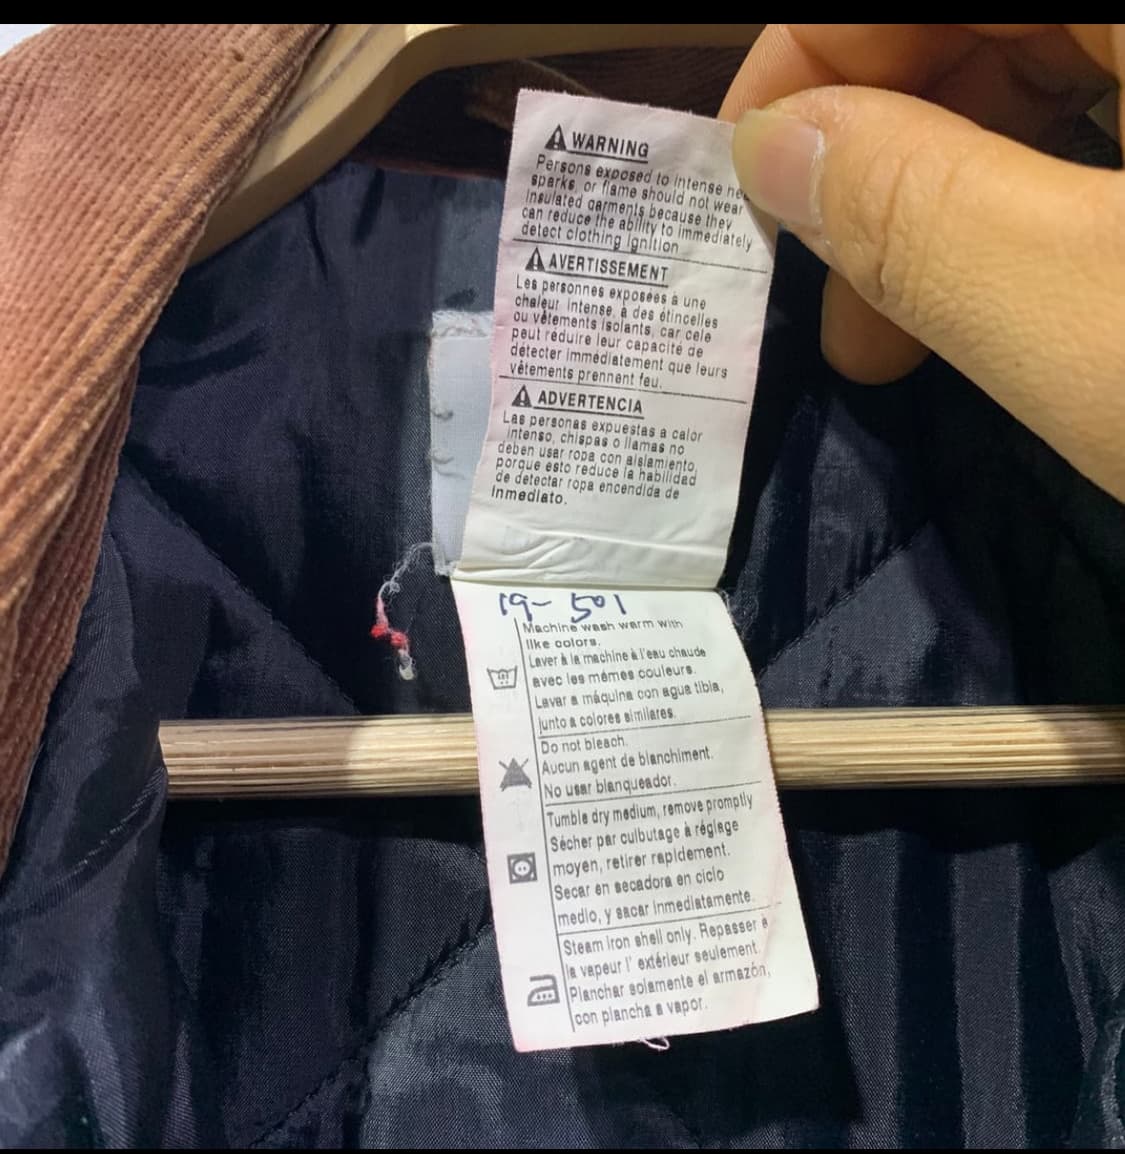 WARNING
Persons exposed to intense
sparks, or flame should not wear
insulated garments because they
can reduce the ability to immediately
detect clothing ignition
AVERTISSEMENT
Les personnes exposées à une
chaleur intense, à des étincelles
ou vêtements isolants, car cele
peut réduire leur capacité de
détecter immédiatement que leurs
vêtements prennent feu.
ADVERTENCIA
Las personas expuestas a calor
intenso, chispas o llamas no
deben usar ropa con aislamiento,
porque esto reduce la habilidad
de detectar ropa encendida de
inmediato.
19-501
Machine wash warm with
like colors.
Laver à la machine à l'eau chaude
avec les mêmes couleurs.
Lavar a máquina con agua tibia,
junto a colores similares.
Do not bleach.
Aucun agent de blanchiment.
No usar blanqueador.
Tumble dry medium, remove promptly
Sécher par culbutage à réglage
moyen, retirer rapidement.
Secar en secadora en ciclo
medio, y sacar inmediatamente.
Steam iron shell only. Repasser à
la vapeur l' extérieur seulement.
Planchar solamente el armazón,
con plancha a vapor.